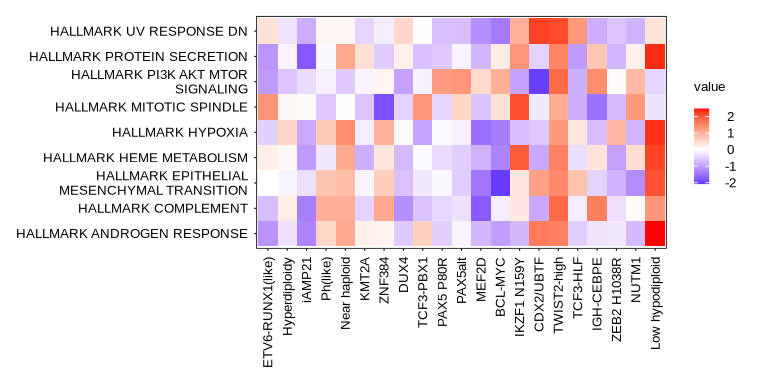 HALLMARK UV RESPONSE DN
HALLMARK PROTEIN SECRETION
HALLMARK PI3K AKT MTOR
SIGNALING
HALLMARK MITOTIC SPINDLE
HALLMARK HYPOXIA
HALLMARK HEME METABOLISM
HALLMARK EPITHELIAL
MESENCHYMAL TRANSITION
HALLMARK COMPLEMENT
HALLMARK ANDROGEN RESPONSE
value
2
1
0
-1
-2
ETV6-RUNX1(like)
Hyperdiploidy
iAMP21
Ph(like)
Near haploid
KMT2A
ZNF384
DUX4
TCF3-PBX1
PAX5 P80R
PAX5alt
MEF2D
BCL-MYC
IKZF1 N159Y
CDX2/UBTF
TWIST2-high
TCF3-HLF
IGH-CEBPE
ZEB2 H1038R
NUTM1
Low hypodiploid